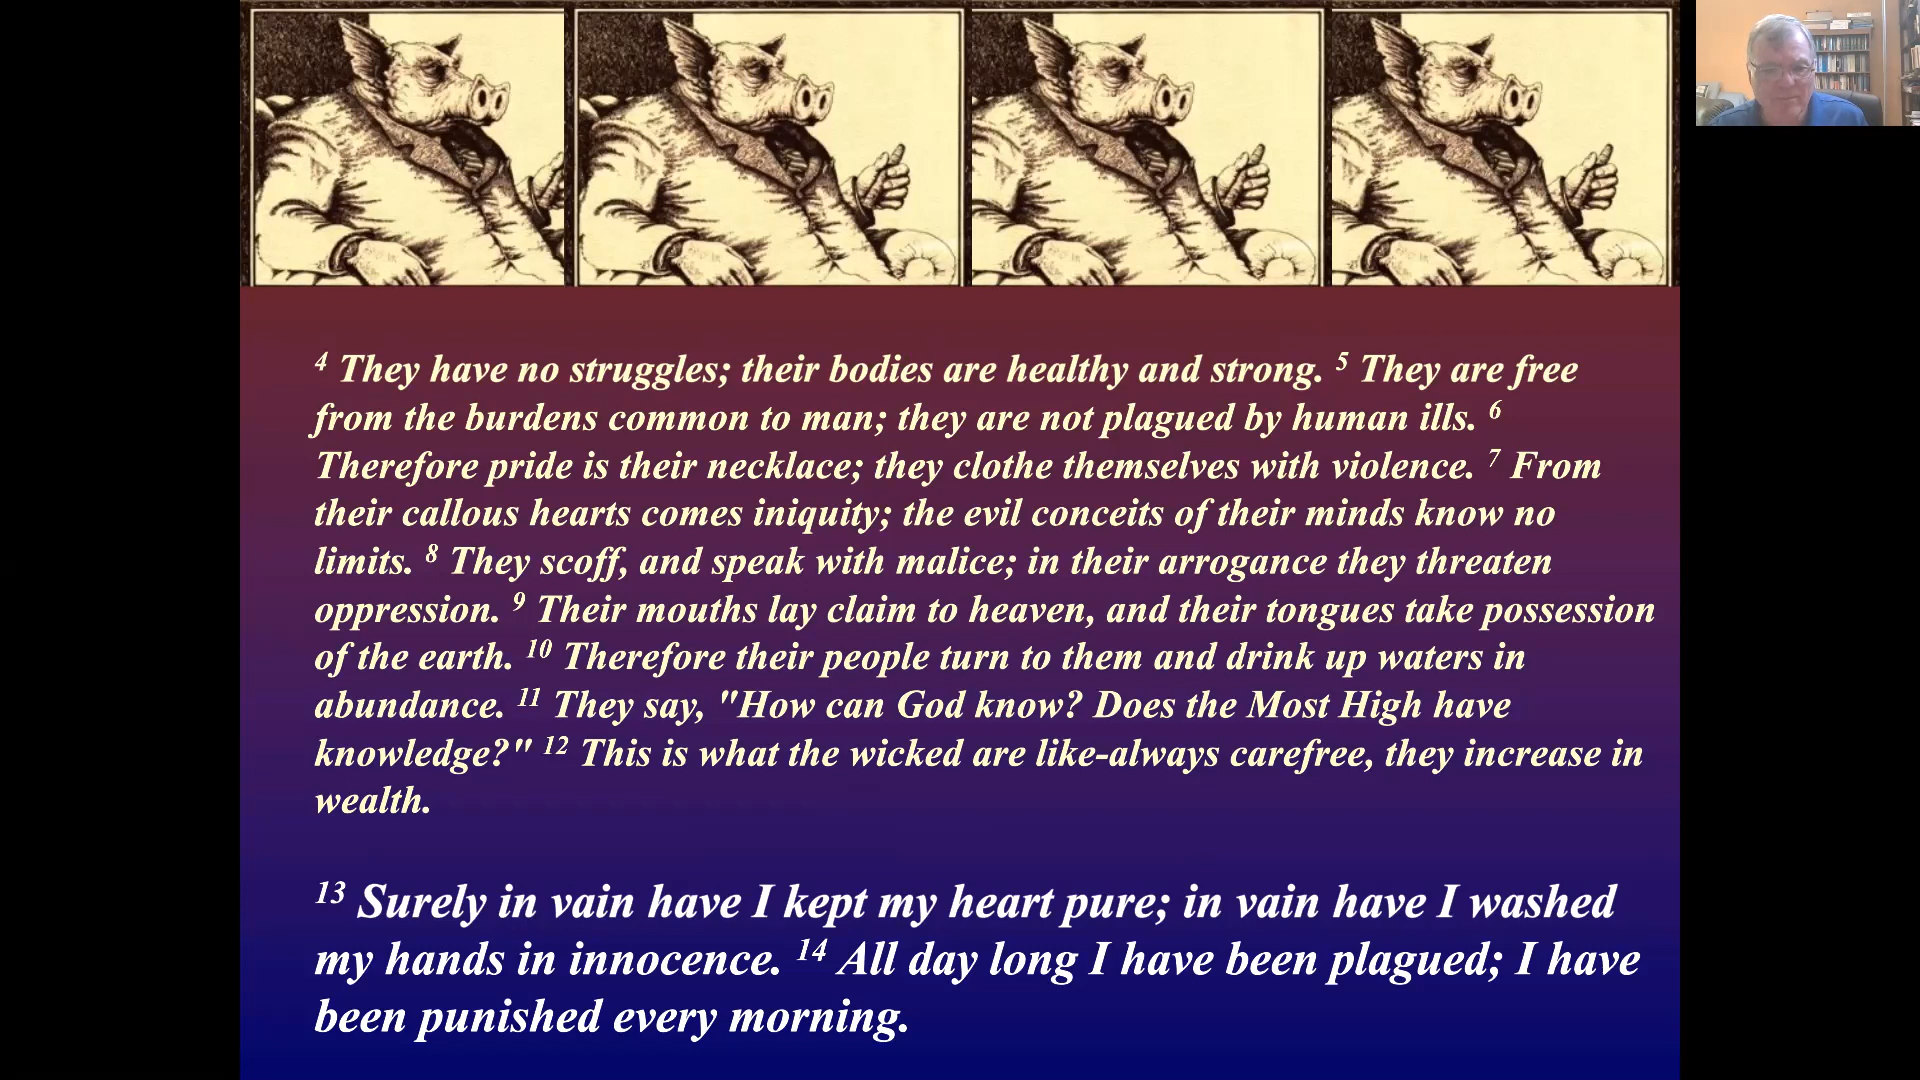 4 They have no struggles; their bodies are healthy and strong. 5 They are free
from the burdens common to man; they are not plagued by human ills. 6
Therefore pride is their necklace; they clothe themselves with violence. 7 From
their callous hearts comes iniquity; the evil conceits of their minds know no
limits. 8 They scoff, and speak with malice; in their arrogance they threaten
oppression. 9 Their mouths lay claim to heaven, and their tongues take possession
of the earth. 10 Therefore their people turn to them and drink up waters in
abundance. 11 They say, "How can God know? Does the Most High have
knowledge?" 12 This is what the wicked are like-always carefree, they increase in
wealth.
13 Surely in vain have I kept my heart pure; in vain have I washed
my hands in innocence. 14 All day long I have been plagued; I have
been punished every morning.